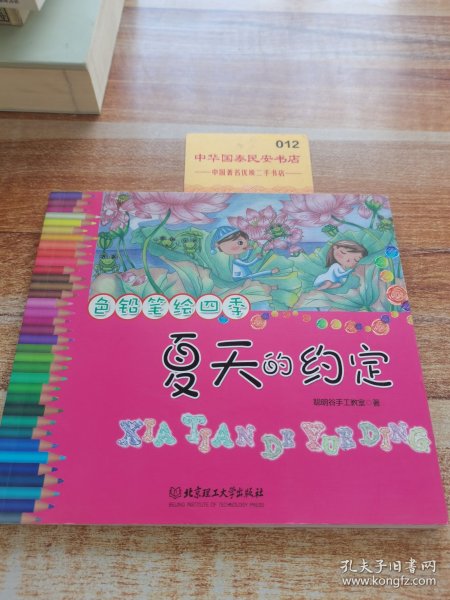 012
中华国泰民安书店
中国著名优质二手书店
色铅笔绘四季
夏天的约定
聪明谷手工教室 著
XIA TIAN DE YUE DING
北京理工大学出版社
BEIJING INSTITUTE OF TECHNOLOGY PRESS
孔夫子旧书网
www.kongfz.com